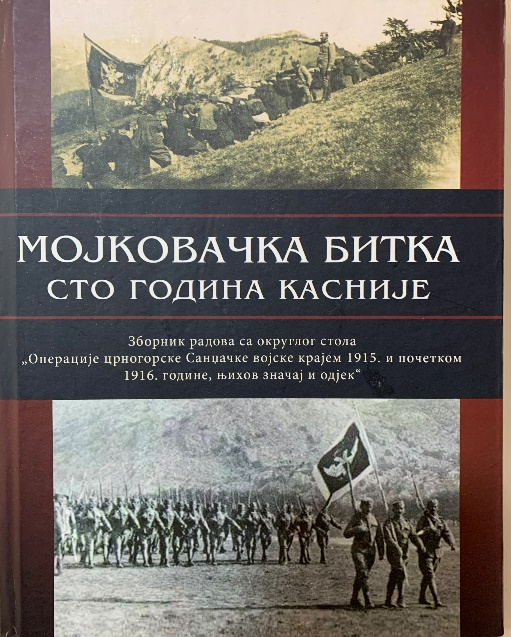 МОЈКОВАЧКА БИТКА
СТО ГОДИНА КАСНИЈЕ
Зборник радова са округлог стола
„Операције црногорске Санџачке војске крајем 1915. и почетком
1916. године, њихов значај и одјек“